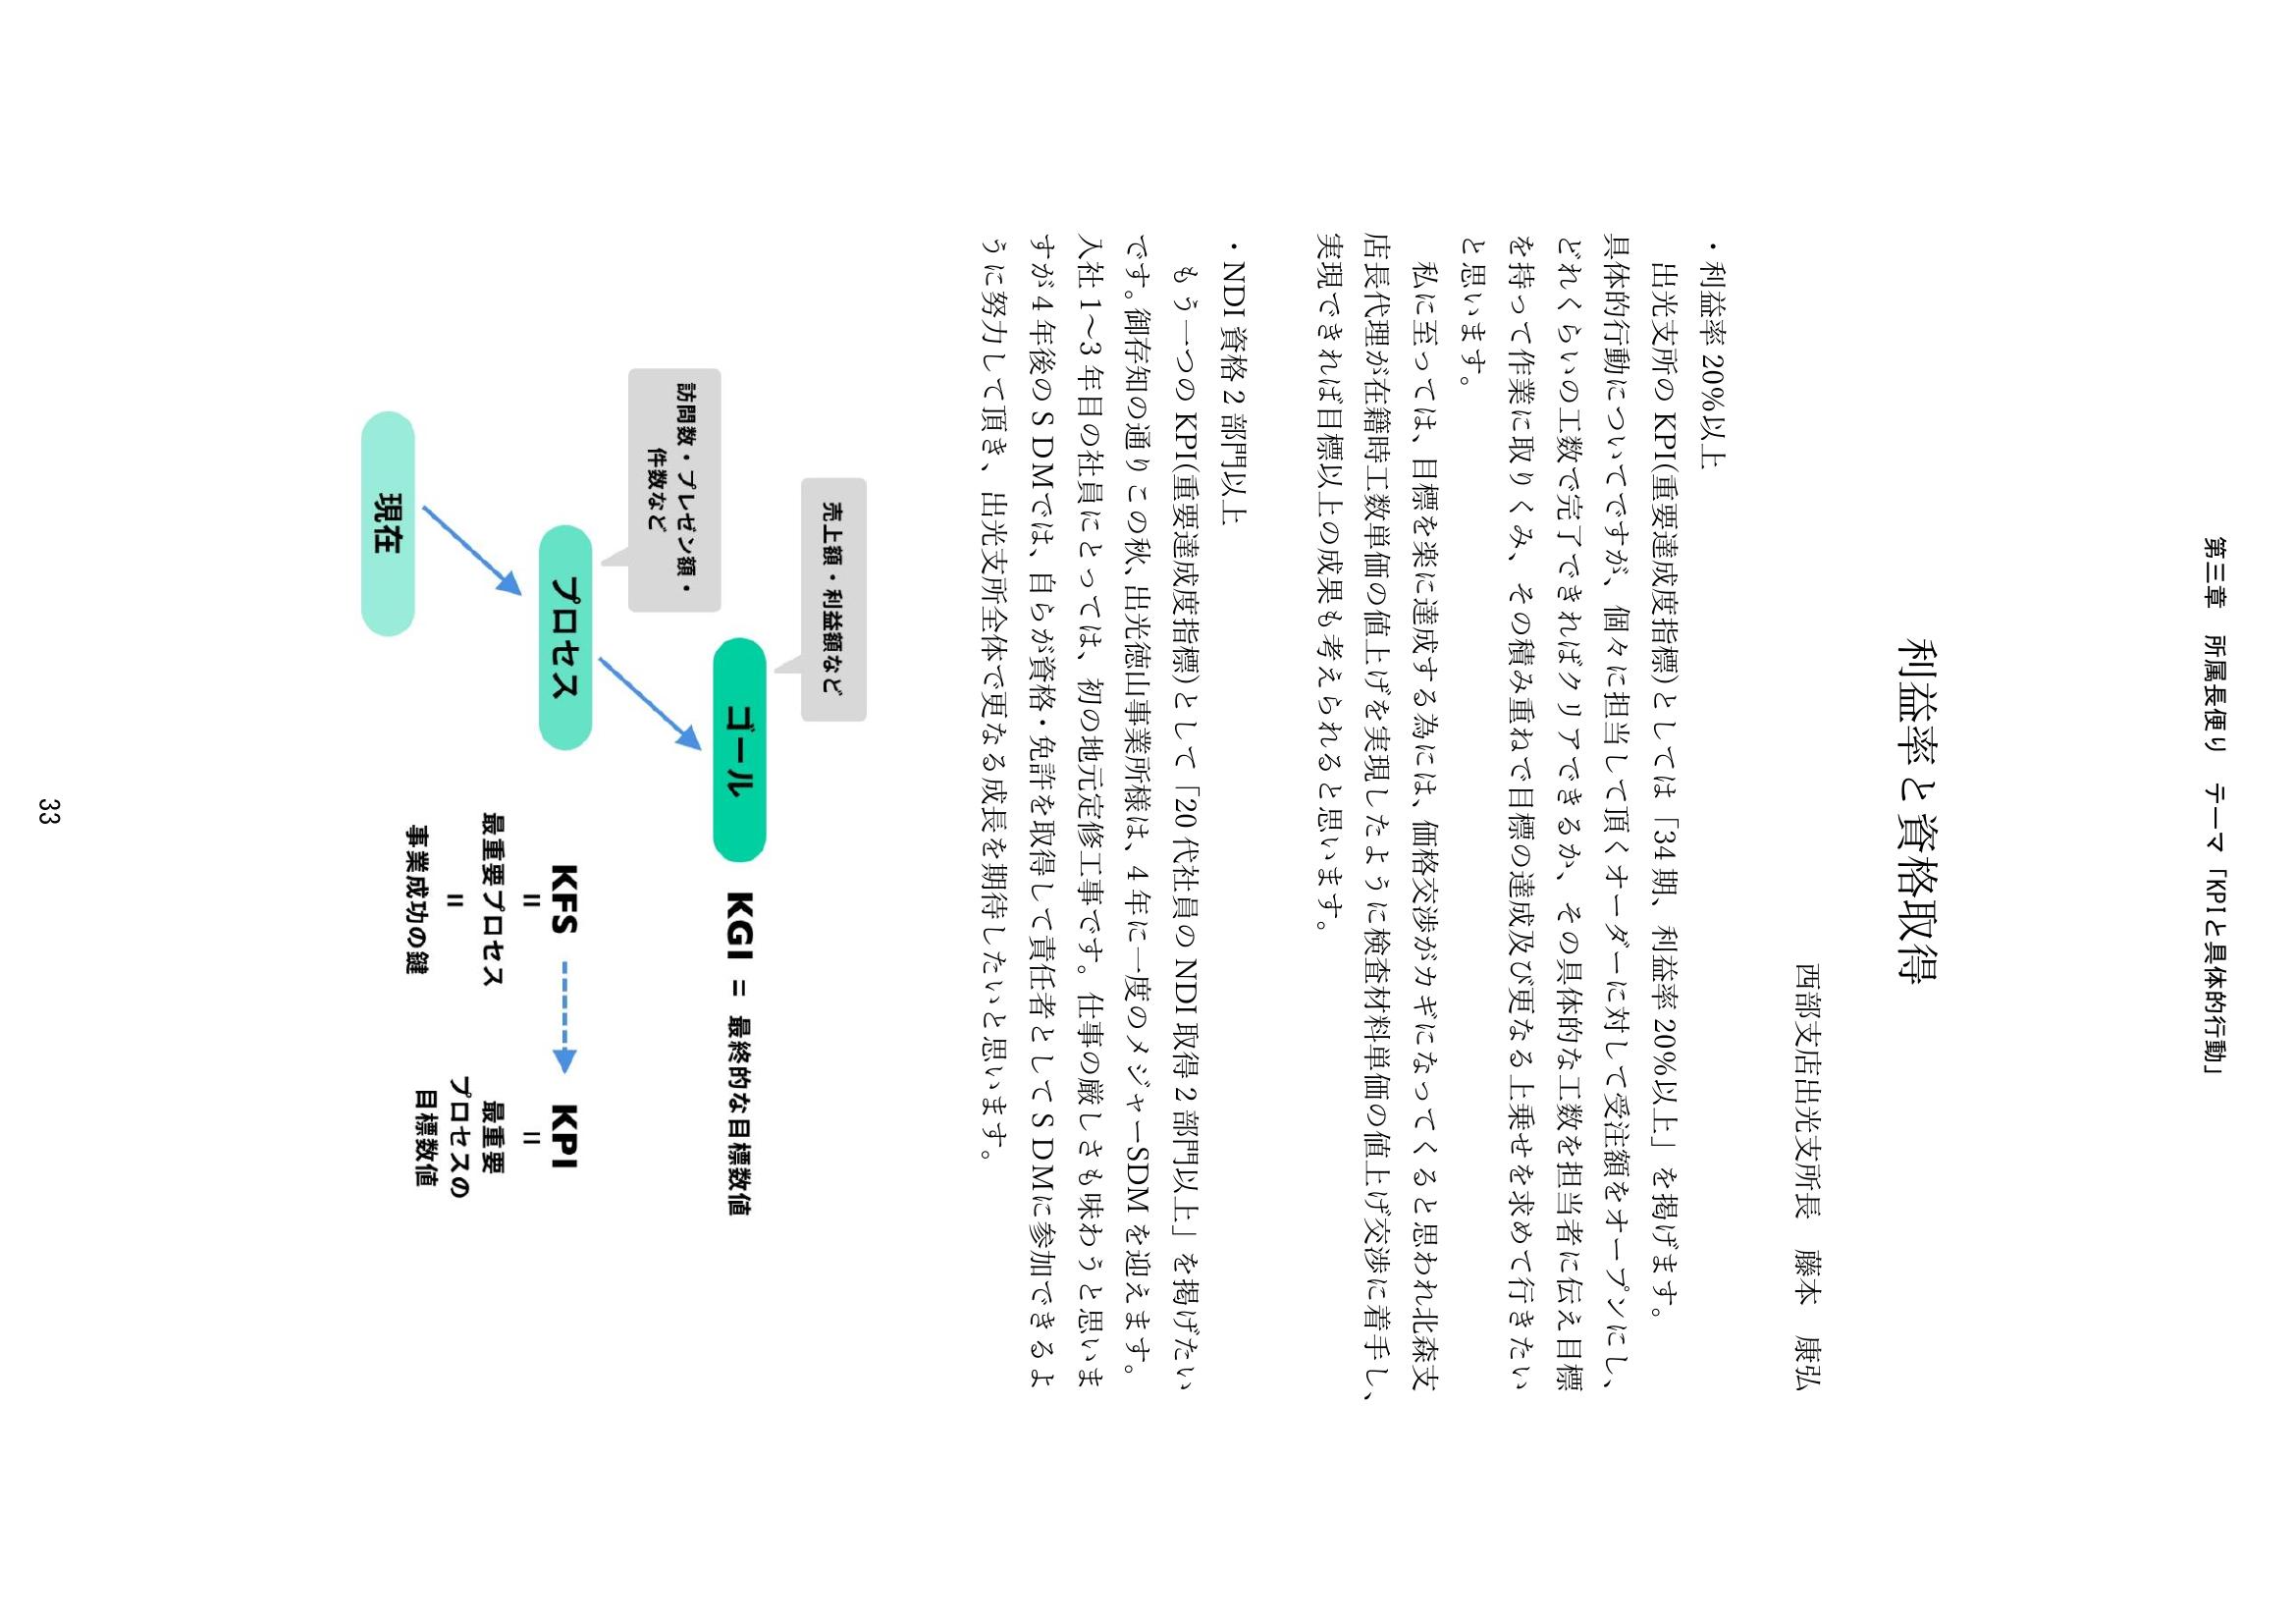 第三章　所属長便り　テーマ「KPIと具体的行動」
利益率と資格取得
西部支店出光支所長　藤本　康弘
・利益率 20%以上
出光支所の KPI(重要達成度指標)としては「34 期、利益率 20%以上」を掲げます。
具体的行動についてですが、個々に担当して頂くオーダーに対して受注額をオープンにし、
どれくらいの工数で完了できればクリアできるか、その具体的な工数を担当者に伝え目標
を持って作業に取りくみ、その積み重ねで目標の達成及び更なる上乗せを求めて行きたい
と思います。
私に至っては、目標を楽に達成する為には、価格交渉がカギになってくると思われ北森支
店長代理が在籍時工数単価の値上げを実現したように検査材料単価の値上げ交渉に着手し、
実現できれば目標以上の成果も考えられると思います。
・NDI 資格 2 部門以上
もう一つの KPI(重要達成度指標)として「20 代社員の NDI 取得 2 部門以上」を掲げたい
です。御存知の通りこの秋、出光徳山事業所様は、4 年に一度のメジャーSDM を迎えます。
入社 1～3 年目の社員にとっては、初の地元定修工事です。仕事の厳しさも味わうと思いま
すが 4 年後のＳＤＭでは、自らが資格・免許を取得して責任者としてＳＤＭに参加できるよ
うに努力して頂き、出光支所全体で更なる成長を期待したいと思います。
売上額・利益額など
ゴール
KGI = 最終的な目標数値
訪問数・プレゼン額・
件数など
プロセス
KFS
=
最重要プロセス
=
事業成功の鍵
KPI
=
最重要
プロセスの
目標数値
現在
33